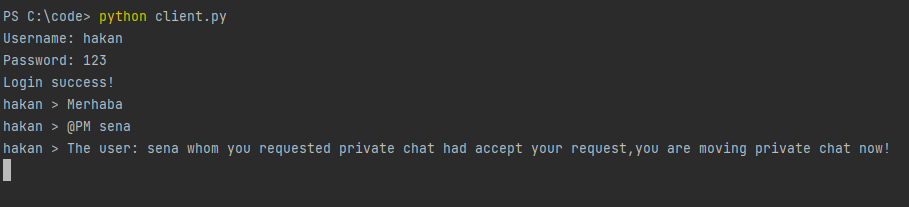 PS C:\code> python client.py
Username: hakan
Password: 123
Login success!
hakan > Merhaba
hakan > @PM sena
hakan > The user: sena whom you requested private chat had accept your request,you are moving private chat now!